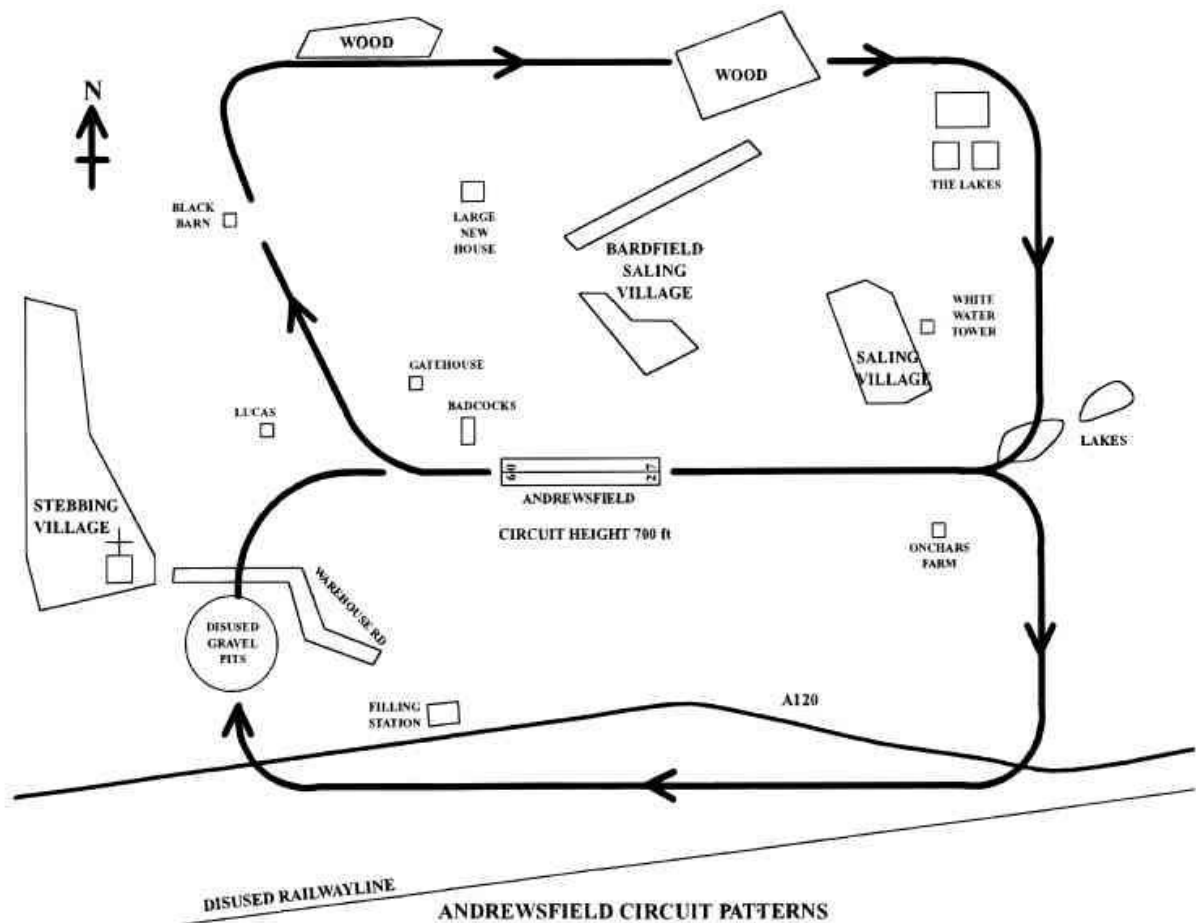 WOOD
WOOD
N
THE LAKES
BLACK
BARN
LARGE
NEW
HOUSE
BARDFIELD
SALING
VILLAGE
WHITE
WATER
TOWER
SALING
VILLAGE
GATEHOUSE
BADCOCKS
LUCAS
LAKES
60
27
ANDREWSFIELD
STEBBING
VILLAGE
CIRCUIT HEIGHT 700 ft
ONCHARS
FARM
WAREHOUSE RD
DISUSED
GRAVEL
PITS
A120
FILLING
STATION
DISUSED RAILWAYLINE
ANDREWSFIELD CIRCUIT PATTERNS